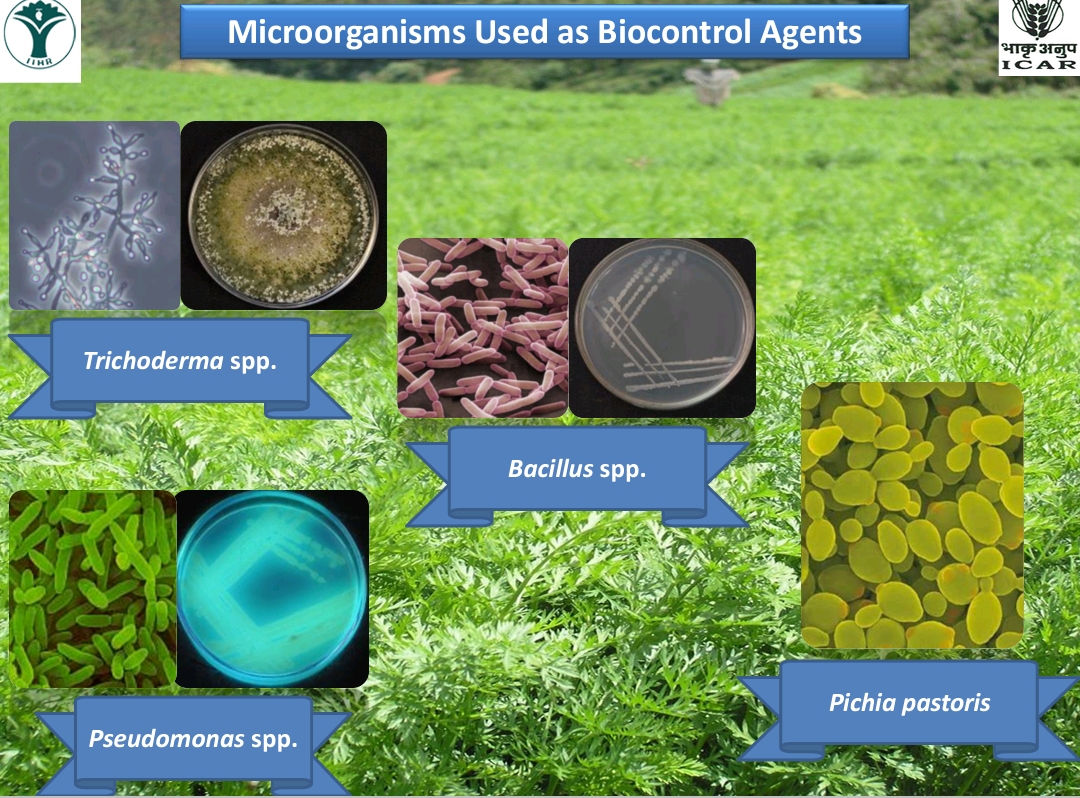 Microorganisms Used as Biocontrol Agents
IIHR
भाकृअनुप
ICAR
Trichoderma spp.
Bacillus spp.
Pichia pastoris
Pseudomonas spp.